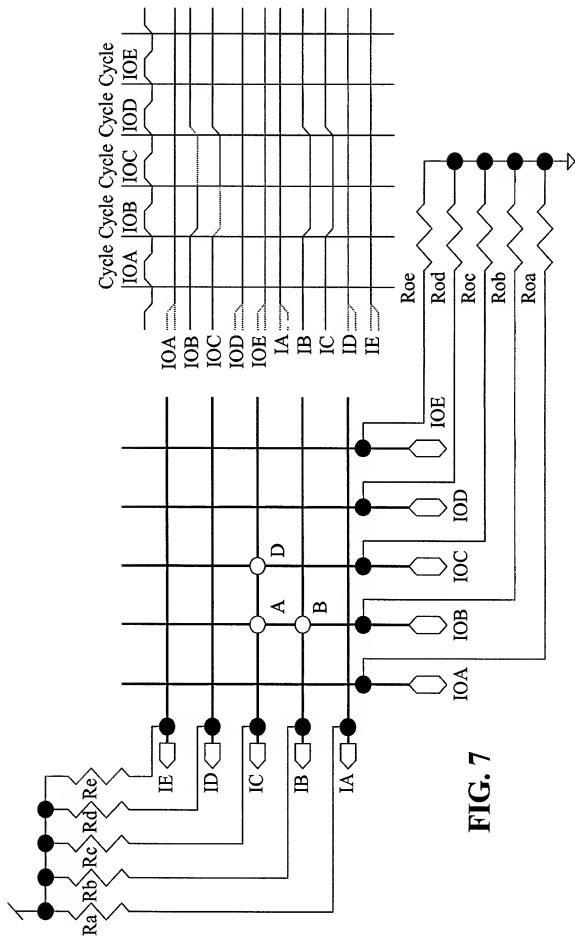 Cycle Cycle Cycle Cycle Cycle
IOA IOB IOC IOD IOE
IOA
IOB
IOC
IOD
IOE
IA
IB
IC
ID
IE
Ra
Rb
Rc
Rd
Re
IE
ID
IC
IB
IA
A
D
B
IOA
IOB
IOC
IOD
IOE
Roe
Rod
Roc
Rob
Roa
FIG. 7